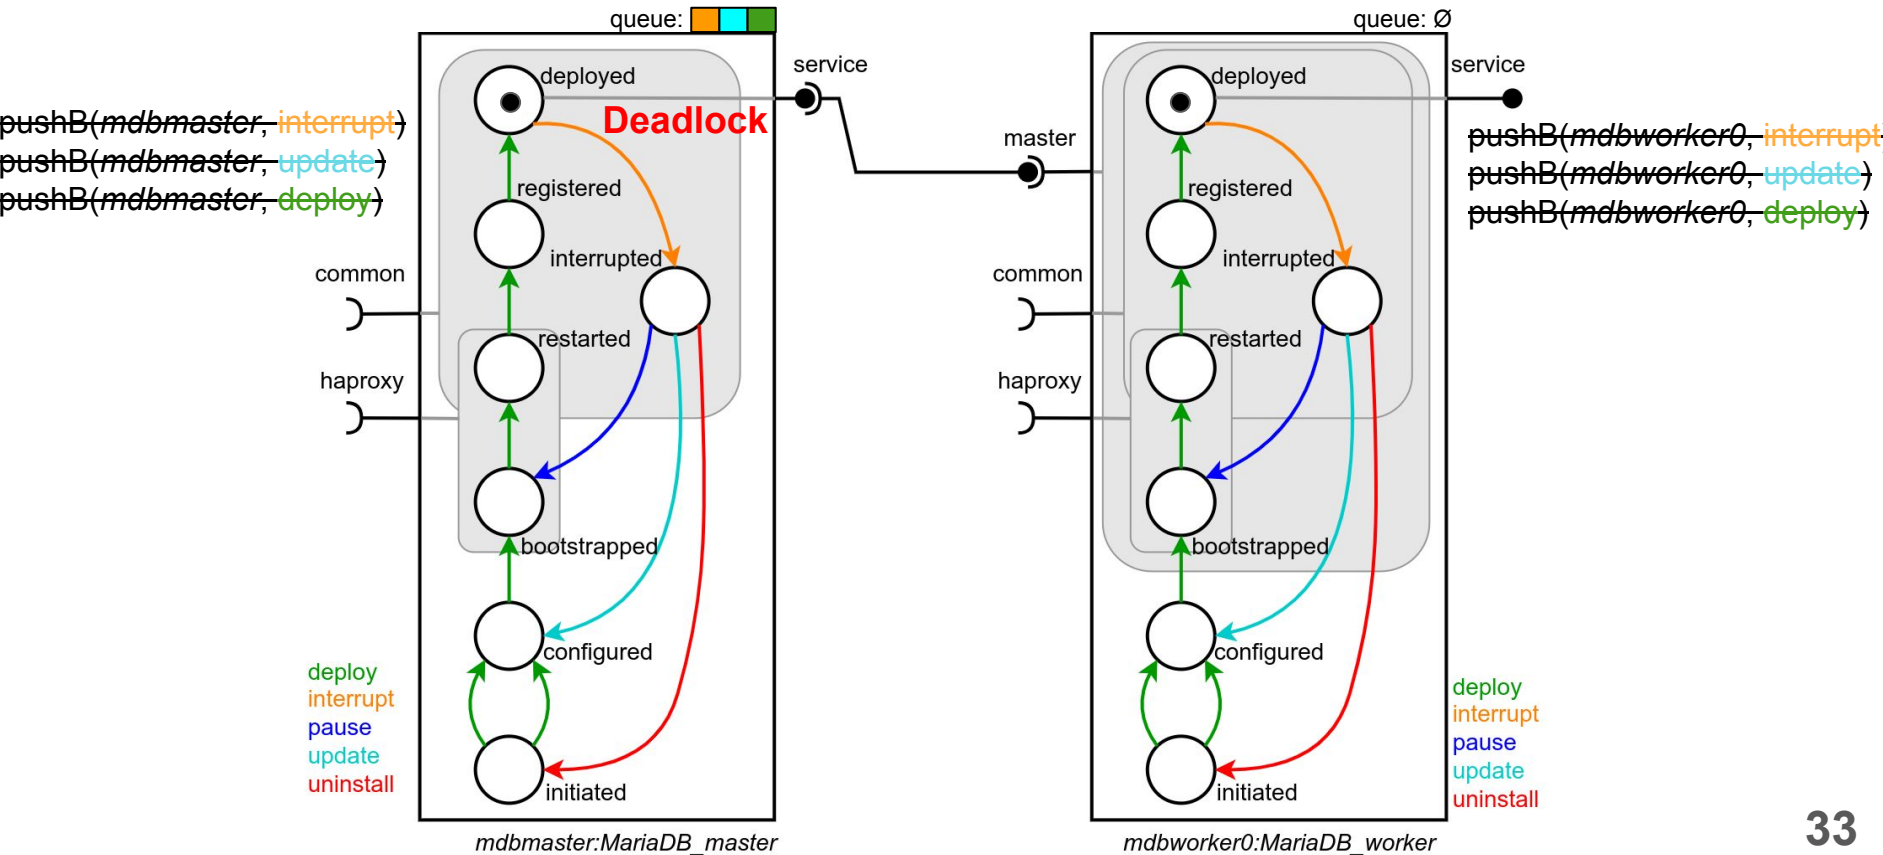 queue:
queue: Ø
deployed
service
deployed
service
Deadlock
pushB(mdbmaster, interrupt)
pushB(mdbmaster, update)
pushB(mdbmaster, deploy)
master
pushB(mdbworker0, interrupt)
pushB(mdbworker0, update)
pushB(mdbworker0, deploy)
registered
registered
interrupted
interrupted
common
common
restarted
restarted
haproxy
haproxy
bootstrapped
bootstrapped
configured
configured
deploy
interrupt
pause
update
uninstall
deploy
interrupt
pause
update
uninstall
initiated
initiated
mdbmaster:MariaDB_master
mdbworker0:MariaDB_worker
33